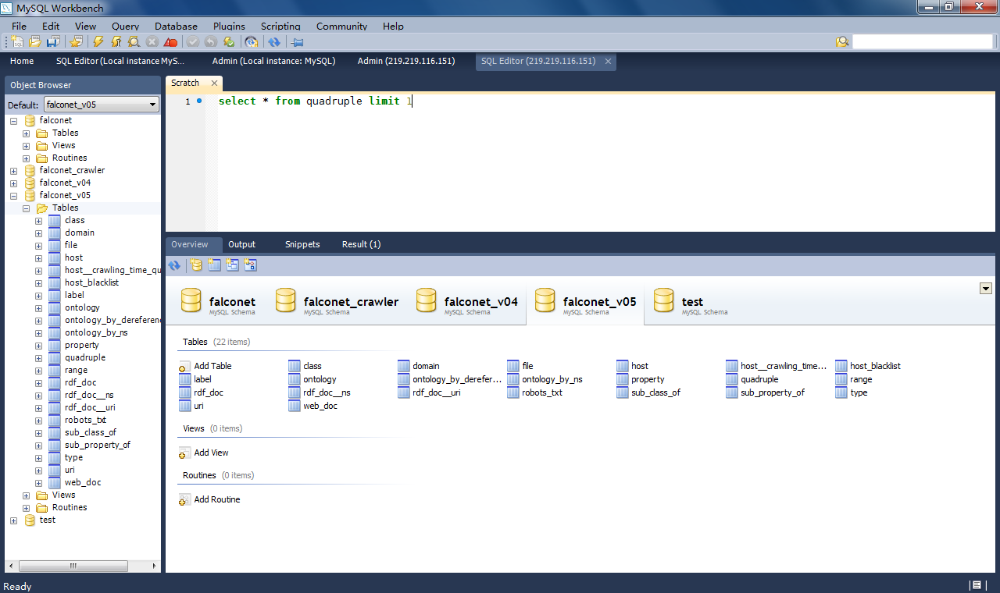 MySQL Workbench
File Edit View Query Database Plugins Scripting Community Help
Home SQL Editor (Local instance MyS... Admin (Local instance: MySQL) Admin (219.219.116.151) SQL Editor (219.219.116.151)
Object Browser
Default: falconet_v05
falconet
Tables
Views
Routines
falconet_crawler
falconet_v04
falconet_v05
Tables
class
domain
file
host
host__crawling_time_qu
host_blacklist
label
ontology
ontology_by_dereferenc
ontology_by_ns
property
quadruple
range
rdf_doc
rdf_doc__ns
rdf_doc__uri
robots_txt
sub_class_of
sub_property_of
type
uri
web_doc
Views
Routines
test
Scratch
1 select * from quadruple limit 1
Overview Output Snippets Result (1)
falconet falconet_crawler falconet_v04 falconet_v05 test
MySQL Schema MySQL Schema MySQL Schema MySQL Schema MySQL Schema
Tables (22 items)
Add Table class domain file host host__crawling_time... host_blacklist
label ontology ontology_by_derefer... ontology_by_ns property quadruple range
rdf_doc rdf_doc__ns rdf_doc__uri robots_txt sub_class_of sub_property_of type
uri web_doc
Views (0 items)
Add View
Routines (0 items)
Add Routine
Ready